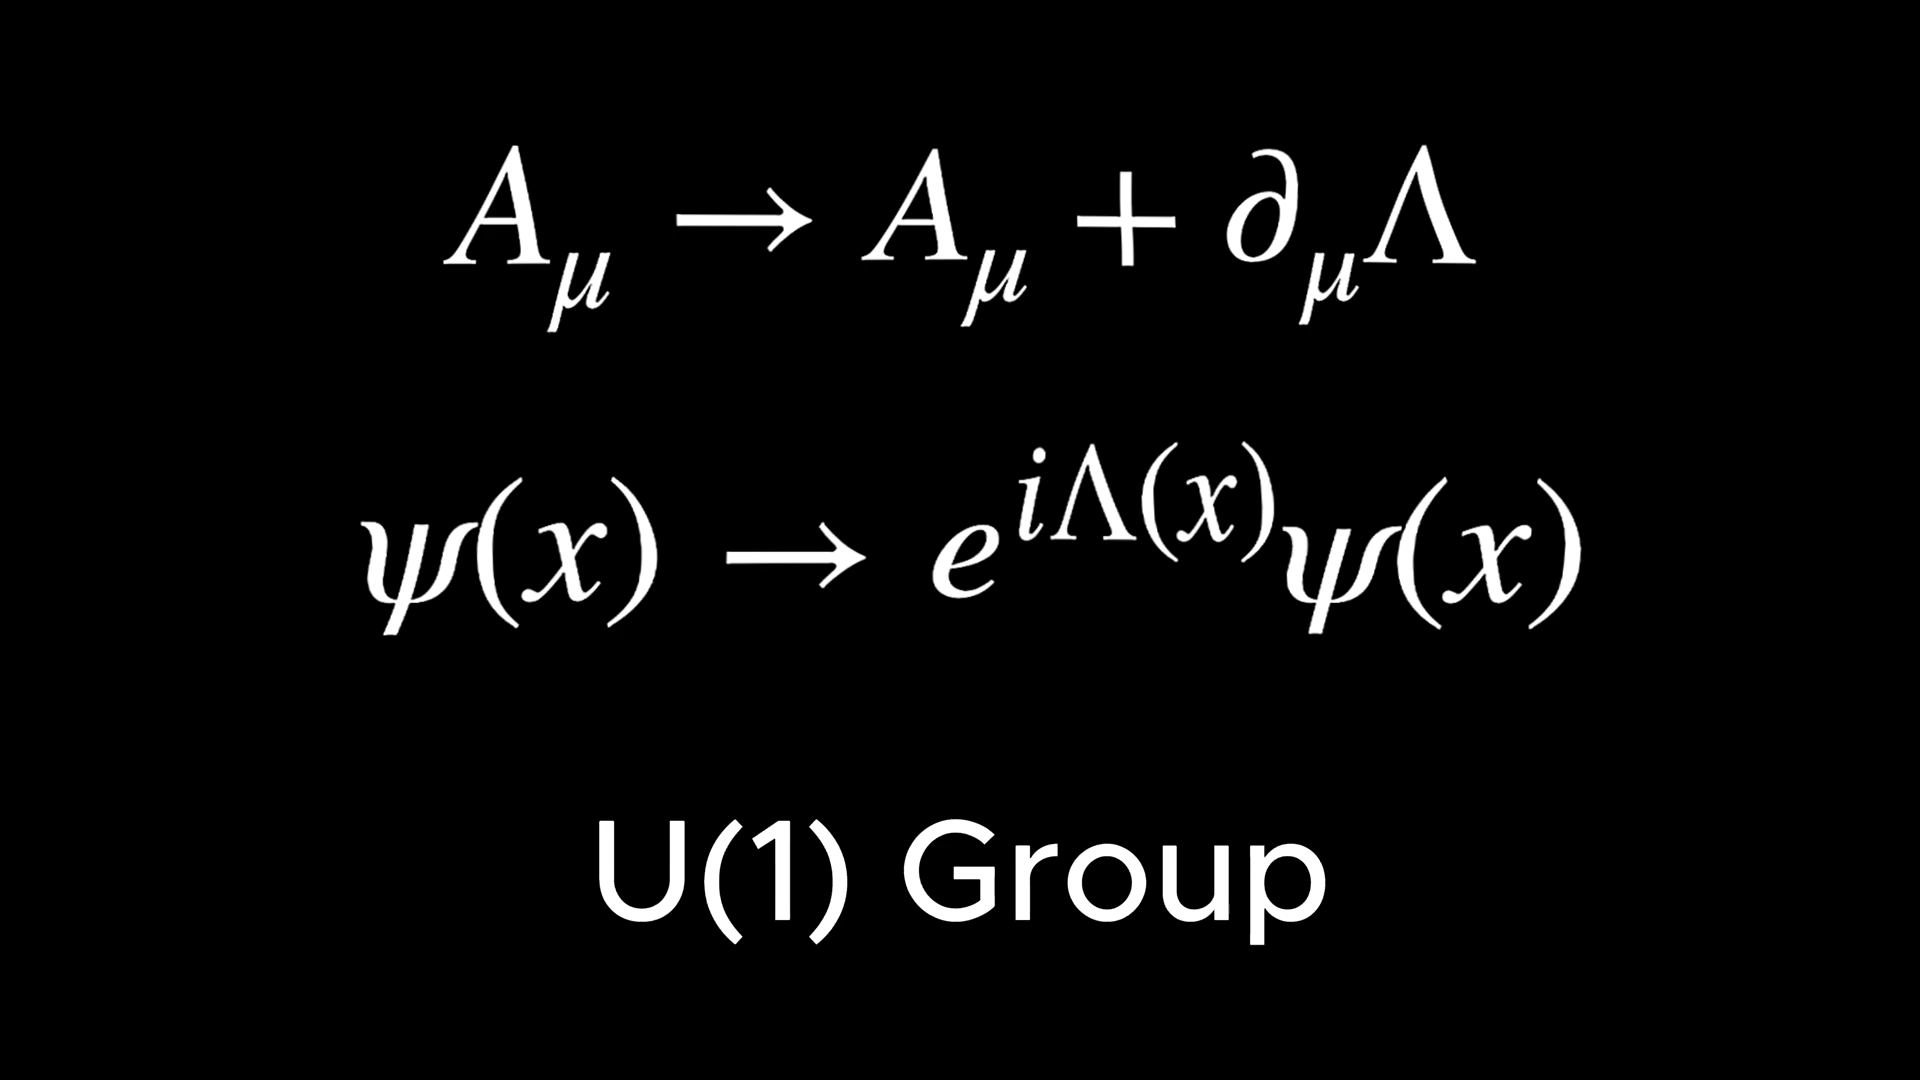 A_μ → A_μ + ∂_μΛ
ψ(x) → e^{iΛ(x)}ψ(x)
U(1) Group